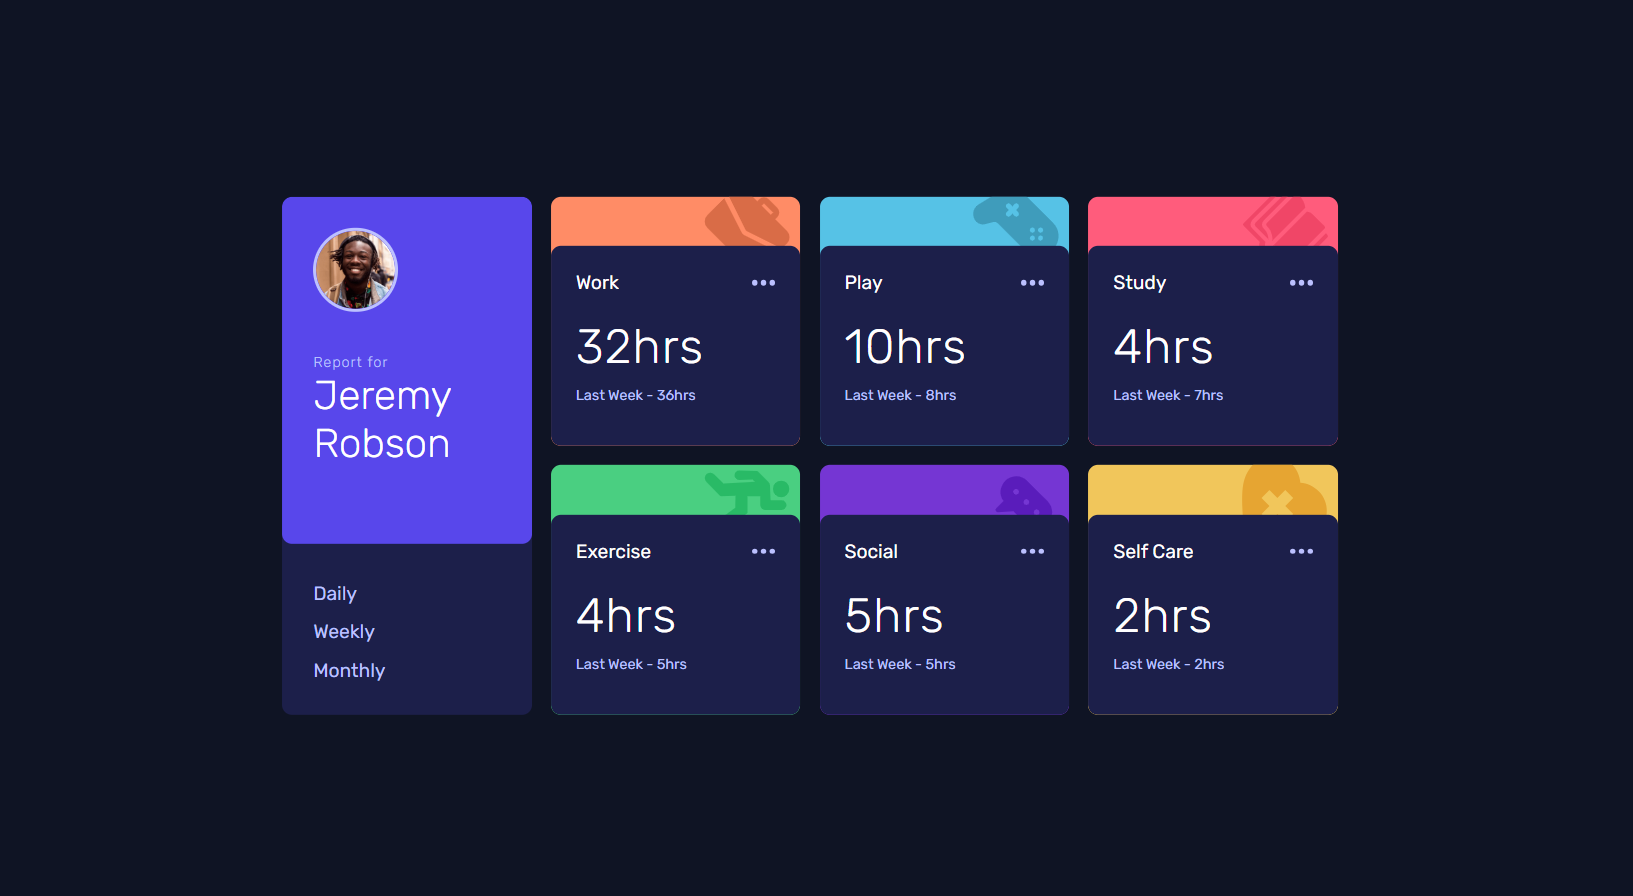 Report for
Jeremy
Robson
Daily
Weekly
Monthly
Work
32hrs
Last Week - 36hrs
Play
10hrs
Last Week - 8hrs
Study
4hrs
Last Week - 7hrs
Exercise
4hrs
Last Week - 5hrs
Social
5hrs
Last Week - 5hrs
Self Care
2hrs
Last Week - 2hrs